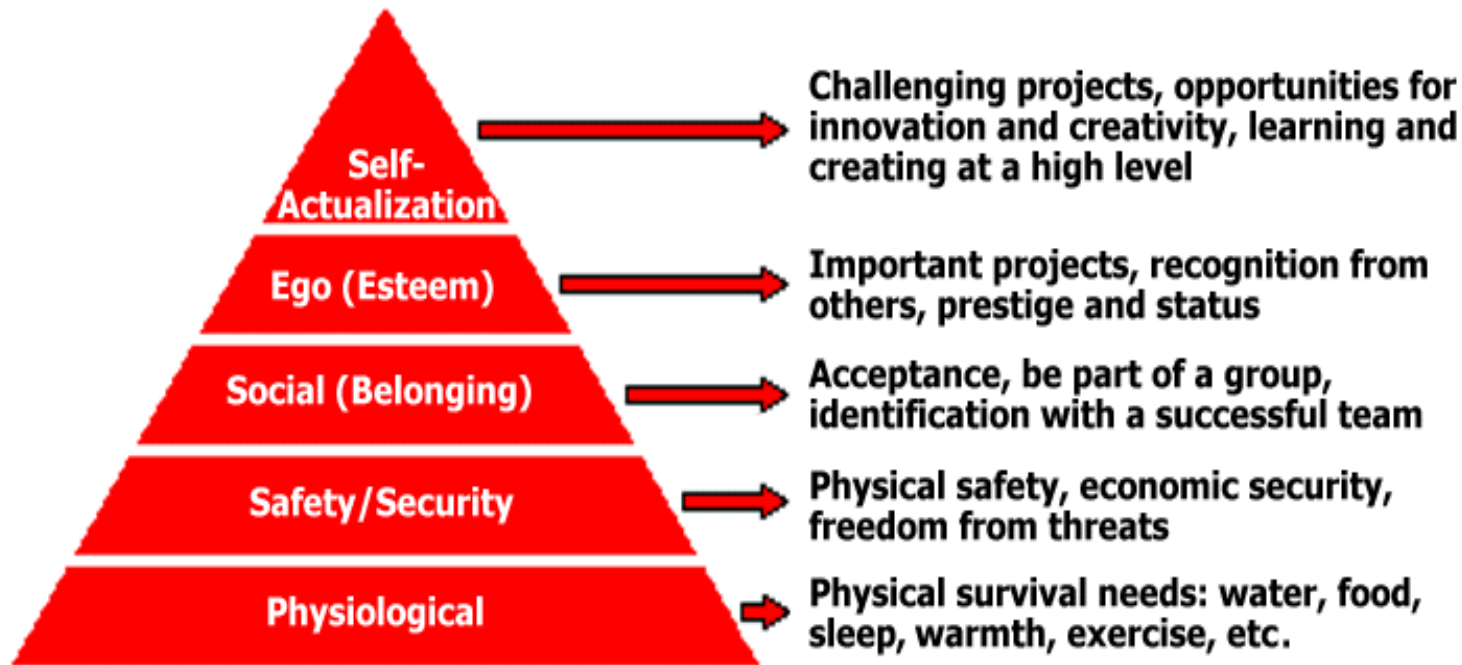 Self-
Actualization
Challenging projects, opportunities for
innovation and creativity, learning and
creating at a high level
Ego (Esteem)
Important projects, recognition from
others, prestige and status
Social (Belonging)
Acceptance, be part of a group,
identification with a successful team
Safety/Security
Physical safety, economic security,
freedom from threats
Physiological
Physical survival needs: water, food,
sleep, warmth, exercise, etc.